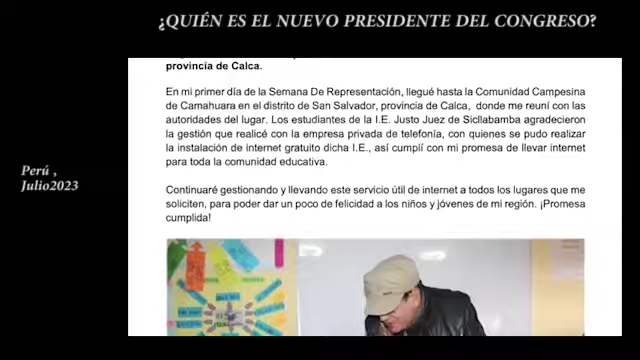 ¿QUIÉN ES EL NUEVO PRESIDENTE DEL CONGRESO?
provincia de Calca.
En mi primer día de la Semana De Representación, llegué hasta la Comunidad Campesina
de Camahuara en el distrito de San Salvador, provincia de Calca, donde me reuní con las
autoridades del lugar. Los estudiantes de la I.E. Justo Juez de Sicllabamba agradecieron
la gestión que realicé con la empresa privada de telefonía, con quienes se pudo realizar
la instalación de internet gratuito dicha I.E., así cumplí con mi promesa de llevar internet
para toda la comunidad educativa.
Continuaré gestionando y llevando este servicio útil de internet a todos los lugares que me
soliciten, para poder dar un poco de felicidad a los niños y jóvenes de mi región. ¡Promesa
cumplida!
Perú ,
Julio2023